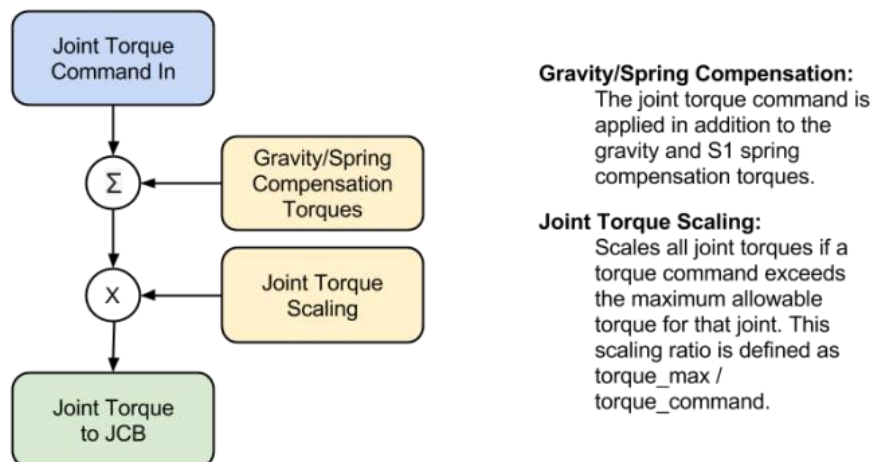 Joint Torque
Command In
Σ
Gravity/Spring
Compensation
Torques
X
Joint Torque
Scaling
Joint Torque
to JCB
Gravity/Spring Compensation:
The joint torque command is
applied in addition to the
gravity and S1 spring
compensation torques.
Joint Torque Scaling:
Scales all joint torques if a
torque command exceeds
the maximum allowable
torque for that joint. This
scaling ratio is defined as
torque_max /
torque_command.